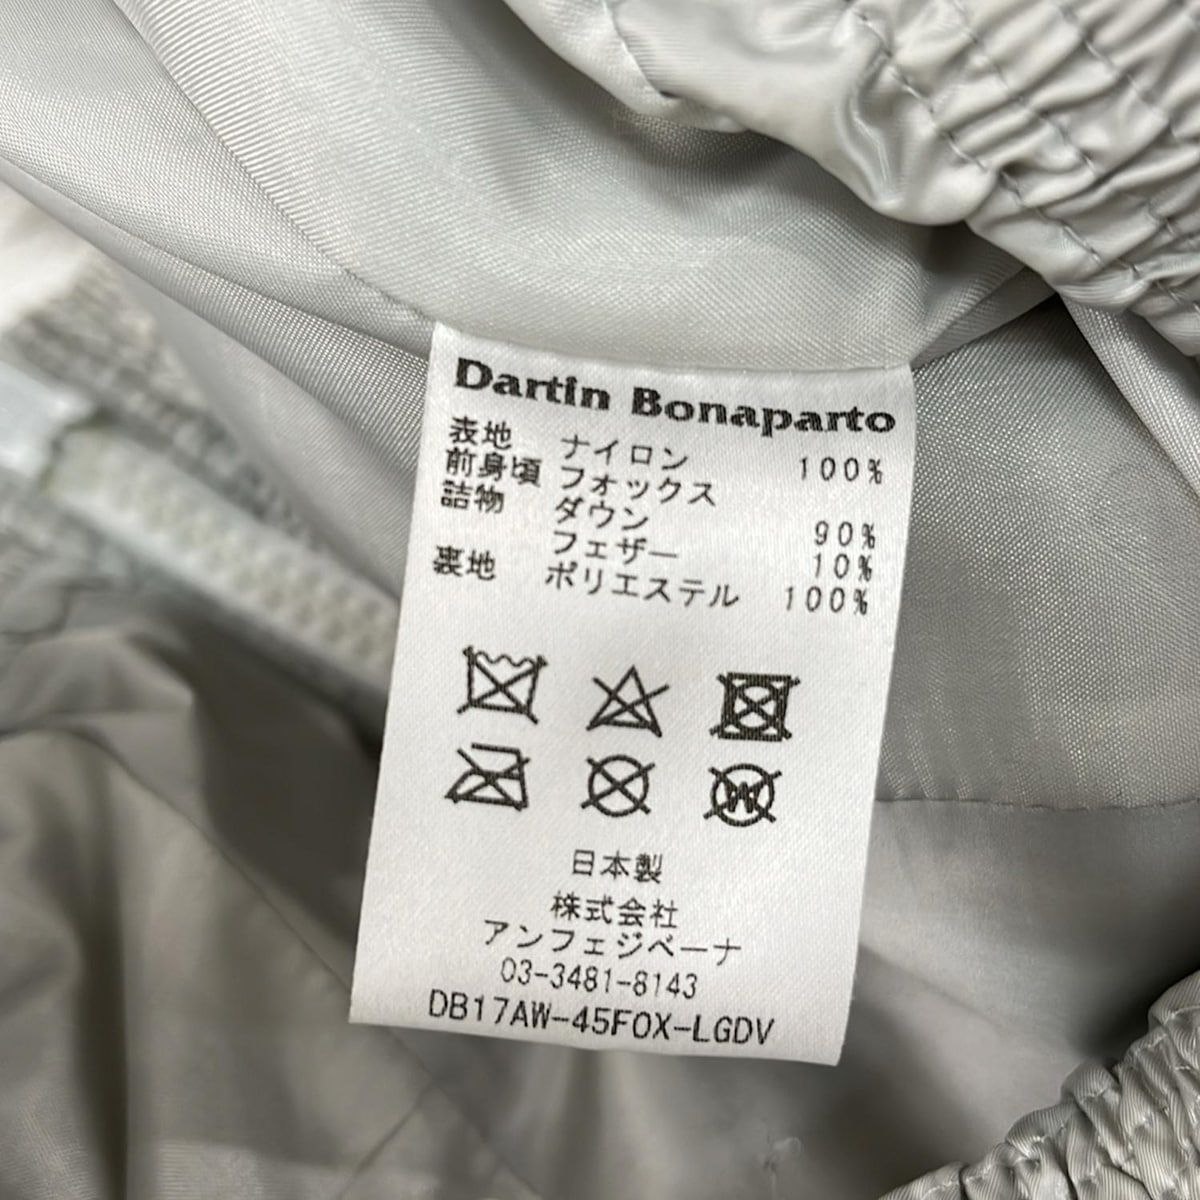 Dartin Bonaparto
表地 ナイロン 100%
前身頃 フォックス
詰物 ダウン 90%
フェザー 10%
裏地 ポリエステル 100%
W
日本製
株式会社
アンフェジベーナ
03-3481-8143
DB17AW-45FOX-LGDV